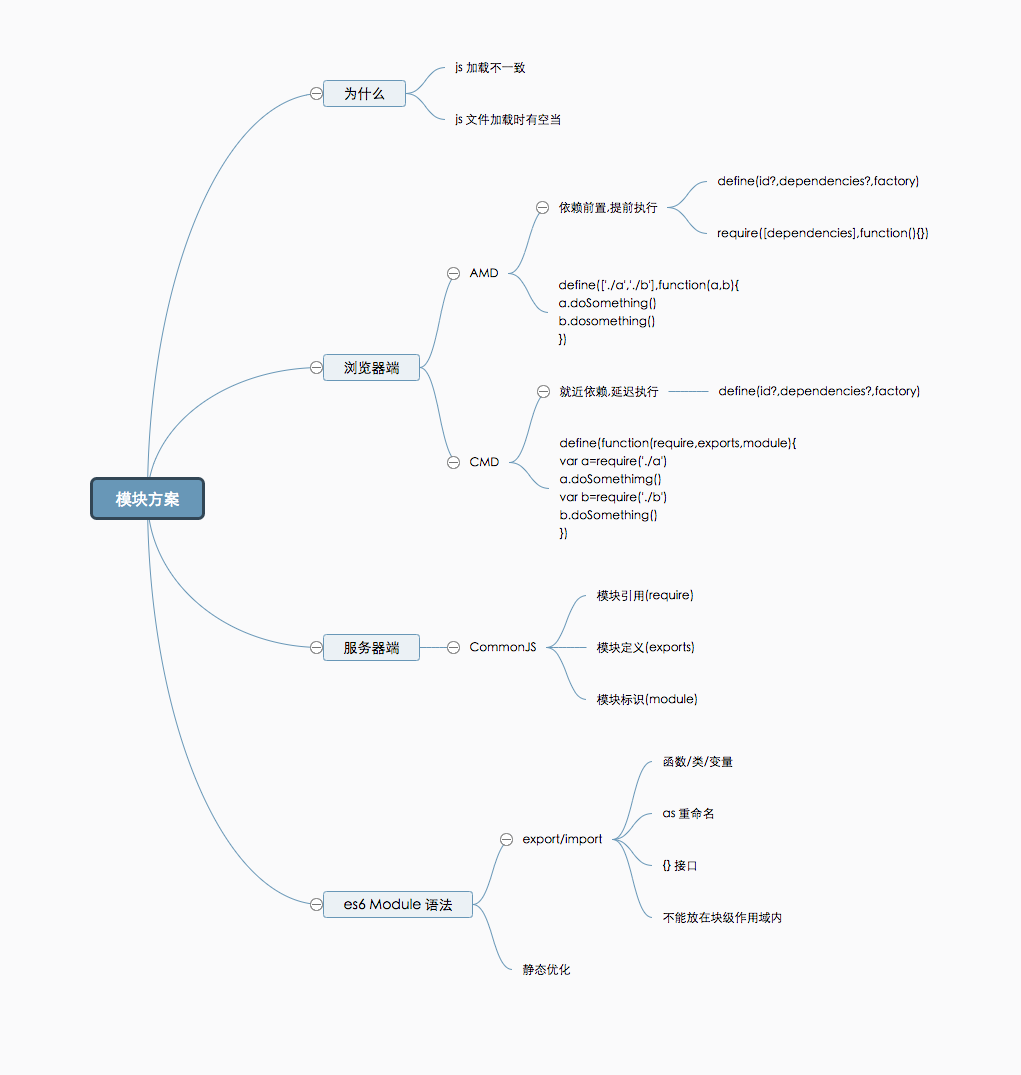 模块方案
为什么
js 加载不一致
js 文件加载时有空当
浏览器端
AMD
依赖前置,提前执行
define(id?,dependencies?,factory)
require([dependencies],function(){})
define(['./a','./b'],function(a,b){
a.doSomething()
b.dosomething()
})
CMD
就近依赖,延迟执行
define(id?,dependencies?,factory)
define(function(require,exports,module){
var a=require('./a')
a.doSomethimg()
var b=require('./b')
b.doSomething()
})
服务器端
CommonJS
模块引用(require)
模块定义(exports)
模块标识(module)
es6 Module 语法
export/import
函数/类/变量
as 重命名
{} 接口
不能放在块级作用域内
静态优化